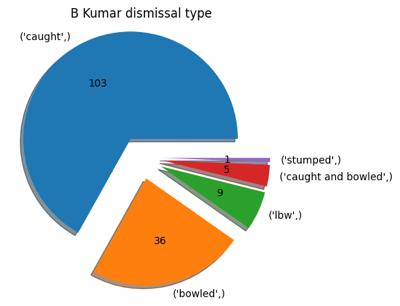 B Kumar dismissal type
('caught',)
103
1
('stumped',)
5
('caught and bowled',)
9
('lbw',)
36
('bowled',)